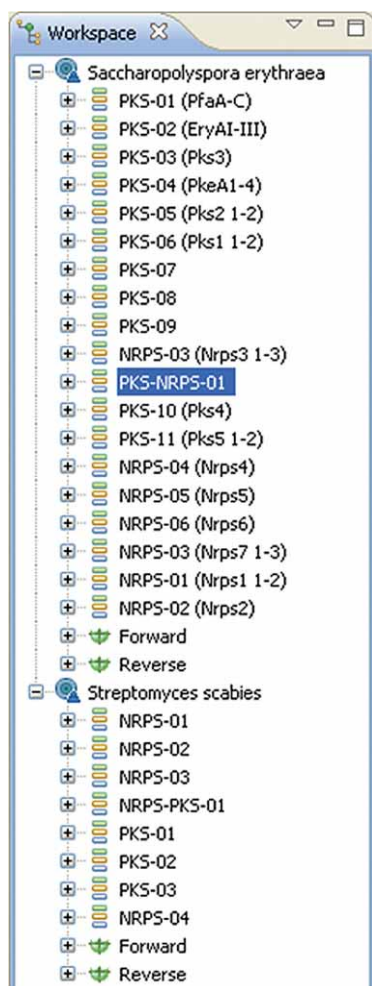 Workspace
Saccharopolyspora erythraea
PKS-01 (PfaA-C)
PKS-02 (EryAI-III)
PKS-03 (Pks3)
PKS-04 (PkeA1-4)
PKS-05 (Pks2 1-2)
PKS-06 (Pks1 1-2)
PKS-07
PKS-08
PKS-09
NRPS-03 (Nrps3 1-3)
PKS-NRPS-01
PKS-10 (Pks4)
PKS-11 (Pks5 1-2)
NRPS-04 (Nrps4)
NRPS-05 (Nrps5)
NRPS-06 (Nrps6)
NRPS-03 (Nrps7 1-3)
NRPS-01 (Nrps1 1-2)
NRPS-02 (Nrps2)
Forward
Reverse
Streptomyces scabies
NRPS-01
NRPS-02
NRPS-03
NRPS-PKS-01
PKS-01
PKS-02
PKS-03
NRPS-04
Forward
Reverse